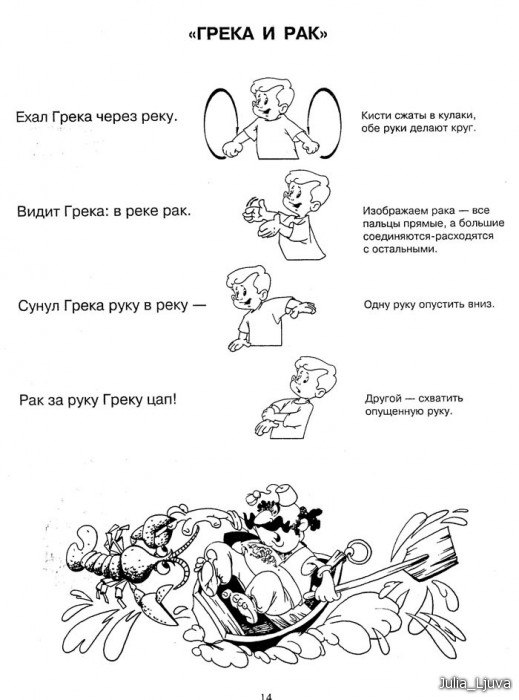 «ГРЕКА И РАК»
Ехал Грека через реку.
Кисти сжаты в кулаки,
обе руки делают круг.
Видит Грека: в реке рак.
Изображаем рака — все
пальцы прямые, а большие
соединяются-расходятся
с остальными.
Сунул Грека руку в реку —
Одну руку опустить вниз.
Рак за руку Греку цап!
Другой — схватить
опущенную руку.
14
Julia_Ljuva